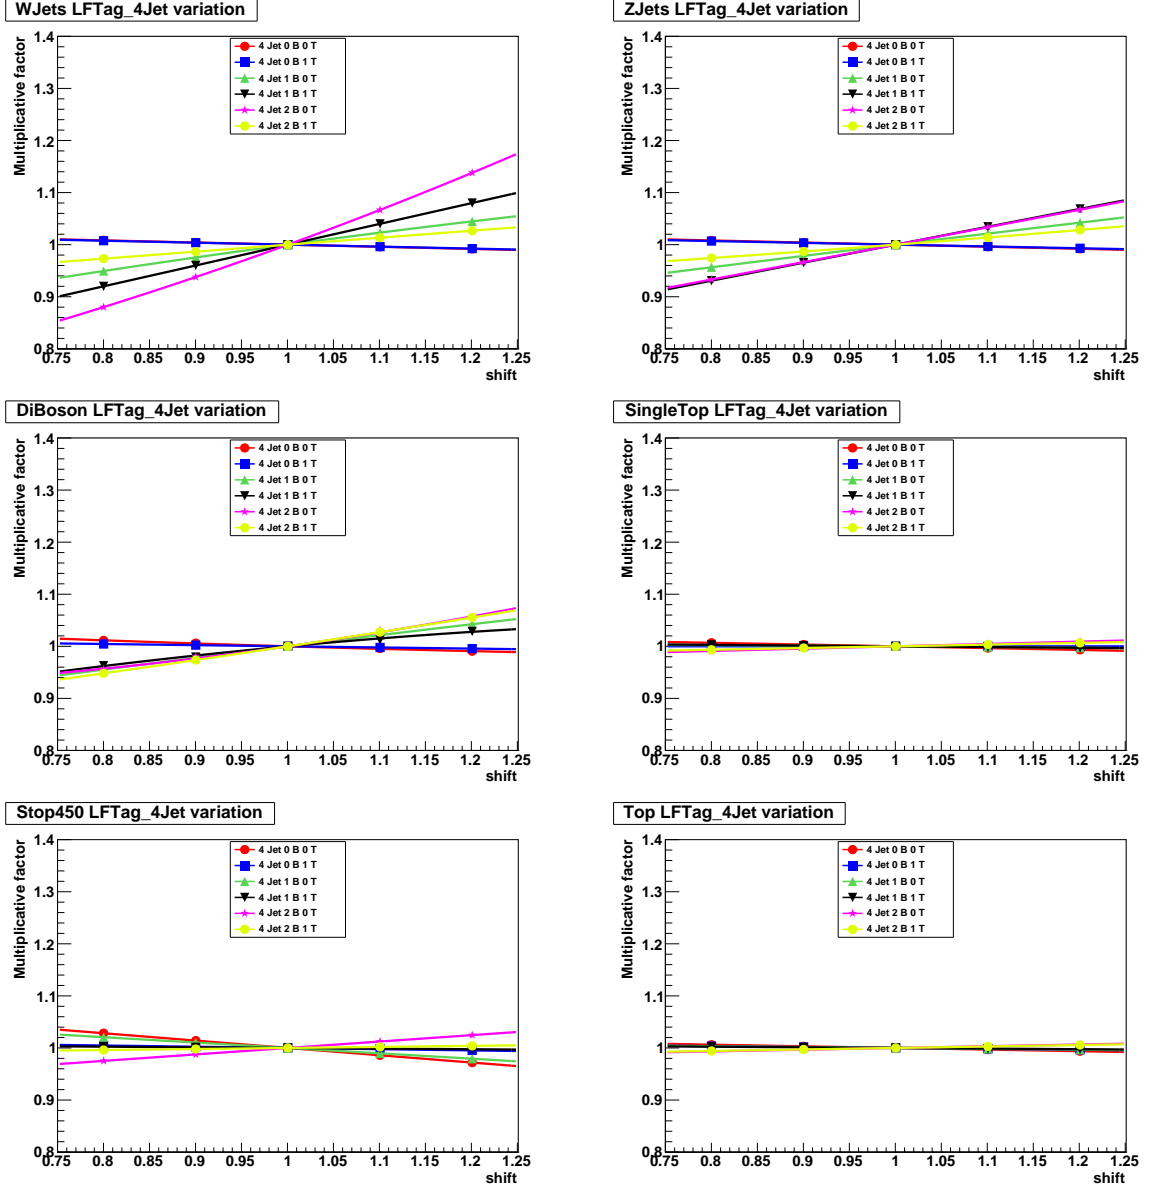 WJets LFTag_4Jet variation
Multiplicative factor
1.4
1.3
1.2
1.1
1
0.9
0.8
4 Jet 0 B 0 T
4 Jet 0 B 1 T
4 Jet 1 B 0 T
4 Jet 1 B 1 T
4 Jet 2 B 0 T
4 Jet 2 B 1 T
0.75 0.8 0.85 0.9 0.95 1 1.05 1.1 1.15 1.2 1.25
shift
ZJets LFTag_4Jet variation
Multiplicative factor
1.4
1.3
1.2
1.1
1
0.9
0.8
4 Jet 0 B 0 T
4 Jet 0 B 1 T
4 Jet 1 B 0 T
4 Jet 1 B 1 T
4 Jet 2 B 0 T
4 Jet 2 B 1 T
0.75 0.8 0.85 0.9 0.95 1 1.05 1.1 1.15 1.2 1.25
shift
DiBoson LFTag_4Jet variation
Multiplicative factor
1.4
1.3
1.2
1.1
1
0.9
0.8
4 Jet 0 B 0 T
4 Jet 0 B 1 T
4 Jet 1 B 0 T
4 Jet 1 B 1 T
4 Jet 2 B 0 T
4 Jet 2 B 1 T
0.75 0.8 0.85 0.9 0.95 1 1.05 1.1 1.15 1.2 1.25
shift
SingleTop LFTag_4Jet variation
Multiplicative factor
1.4
1.3
1.2
1.1
1
0.9
0.8
4 Jet 0 B 0 T
4 Jet 0 B 1 T
4 Jet 1 B 0 T
4 Jet 1 B 1 T
4 Jet 2 B 0 T
4 Jet 2 B 1 T
0.75 0.8 0.85 0.9 0.95 1 1.05 1.1 1.15 1.2 1.25
shift
Stop450 LFTag_4Jet variation
Multiplicative factor
1.4
1.3
1.2
1.1
1
0.9
0.8
4 Jet 0 B 0 T
4 Jet 0 B 1 T
4 Jet 1 B 0 T
4 Jet 1 B 1 T
4 Jet 2 B 0 T
4 Jet 2 B 1 T
0.75 0.8 0.85 0.9 0.95 1 1.05 1.1 1.15 1.2 1.25
shift
Top LFTag_4Jet variation
Multiplicative factor
1.4
1.3
1.2
1.1
1
0.9
0.8
4 Jet 0 B 0 T
4 Jet 0 B 1 T
4 Jet 1 B 0 T
4 Jet 1 B 1 T
4 Jet 2 B 0 T
4 Jet 2 B 1 T
0.75 0.8 0.85 0.9 0.95 1 1.05 1.1 1.15 1.2 1.25
shift